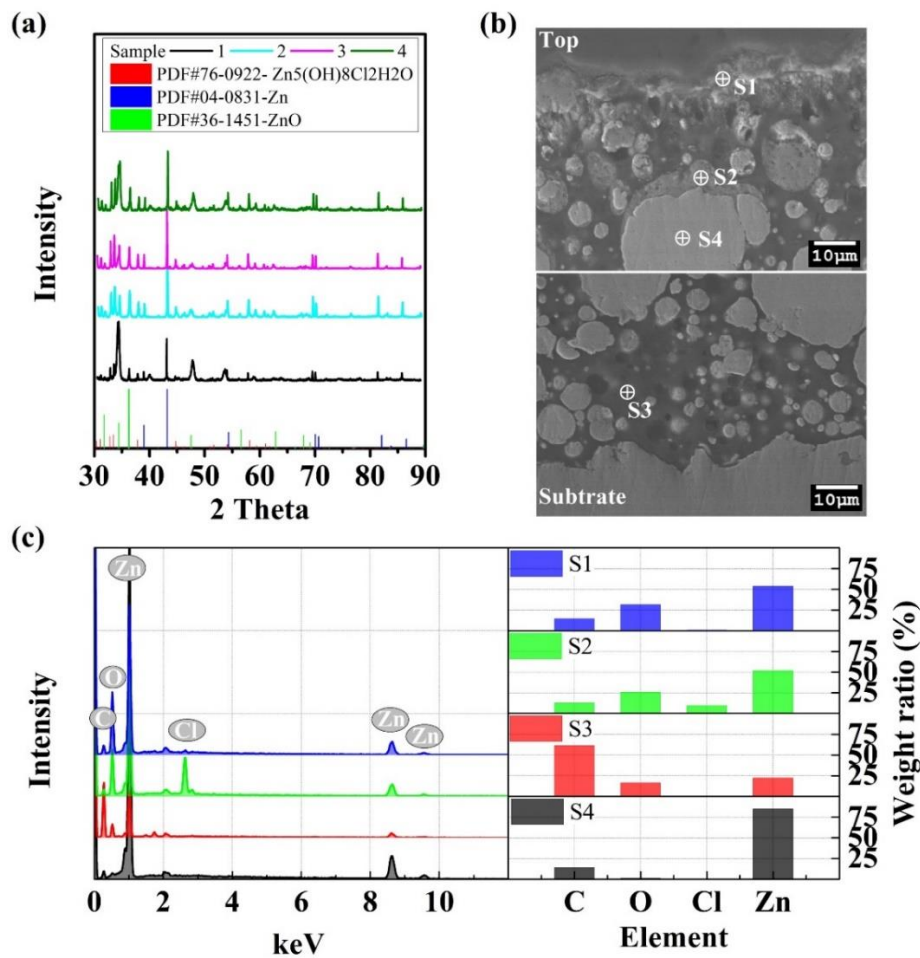 (a)
Sample 1 2 3 4
PDF#76-0922- Zn5(OH)8Cl2H2O
PDF#04-0831-Zn
PDF#36-1451-ZnO
Intensity
30 40 50 60 70 80 90
2 Theta
(b)
Top
S1
S2
S4
10μm
S3
10μm
Subtrate
(c)
Zn
O
C
Cl
Zn
Zn
Intensity
0 2 4 6 8 10
keV
S1
75
50
25
S2
75
50
25
S3
75
50
25
S4
75
50
25
C O Cl Zn
Element
Weight ratio (%)